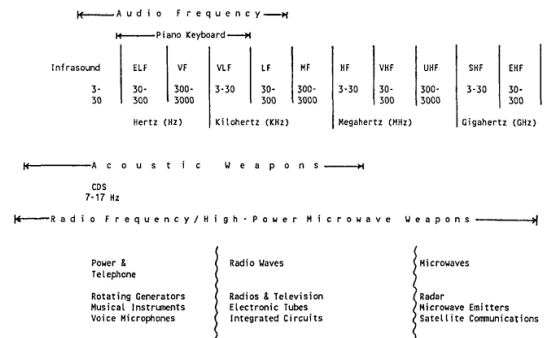 Audio Frequency
Piano Keyboard
Infrasound ELF VF VLF LF MF HF VHF UHF SHF EHF
3- 30- 300- 3-30 30- 300- 3-30 30- 300- 3-30 30-
30 300 3000 300 3000 300 3000 300
Hertz (Hz) Kilohertz (KHz) Megahertz (MHz) Gigahertz (GHz)
Acoustic Weapons
CDS
7-17 Hz
Radio Frequency/High-Power Microwave Weapons
Power & Radio Waves Microwaves
Telephone
Rotating Generators Radios & Television Radar
Musical Instruments Electronic Tubes Microwave Emitters
Voice Microphones Integrated Circuits Satellite Communications